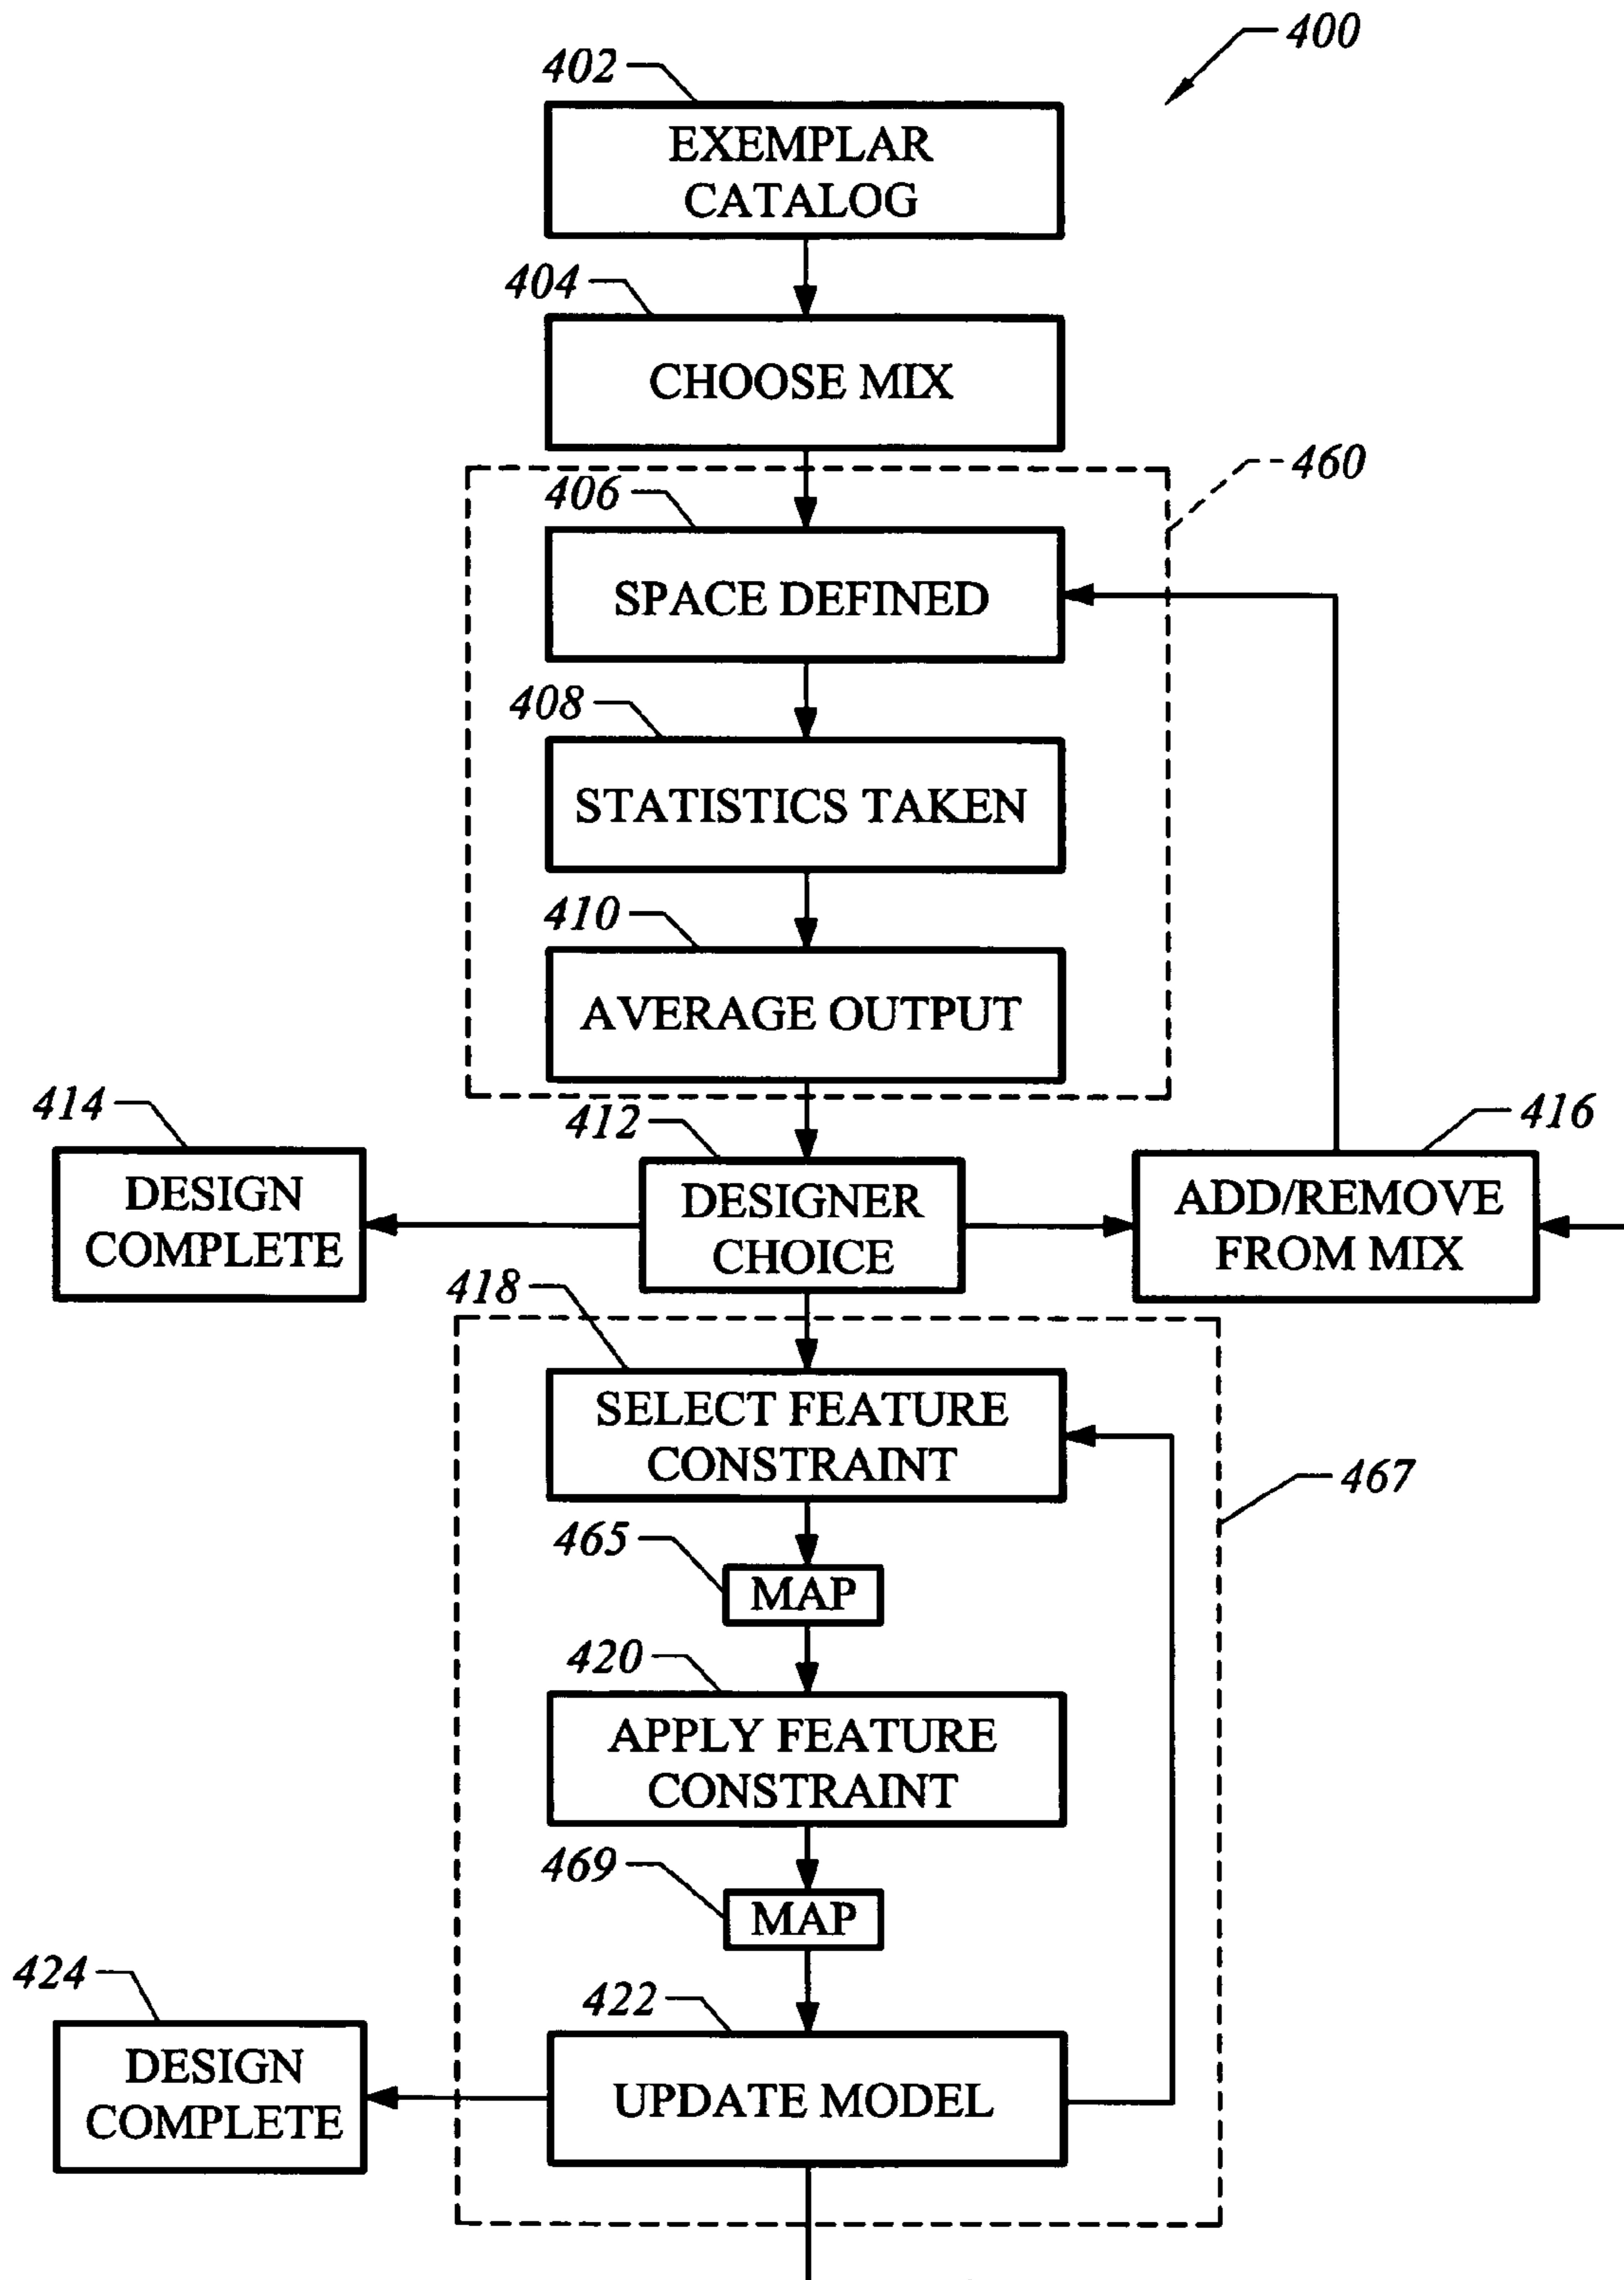 400
402
EXEMPLAR
CATALOG
404
CHOOSE MIX
460
406
SPACE DEFINED
408
STATISTICS TAKEN
410
AVERAGE OUTPUT
414
DESIGN
COMPLETE
412
DESIGNER
CHOICE
416
ADD/REMOVE
FROM MIX
418
SELECT FEATURE
CONSTRAINT
467
465
MAP
420
APPLY FEATURE
CONSTRAINT
469
MAP
424
DESIGN
COMPLETE
422
UPDATE MODEL